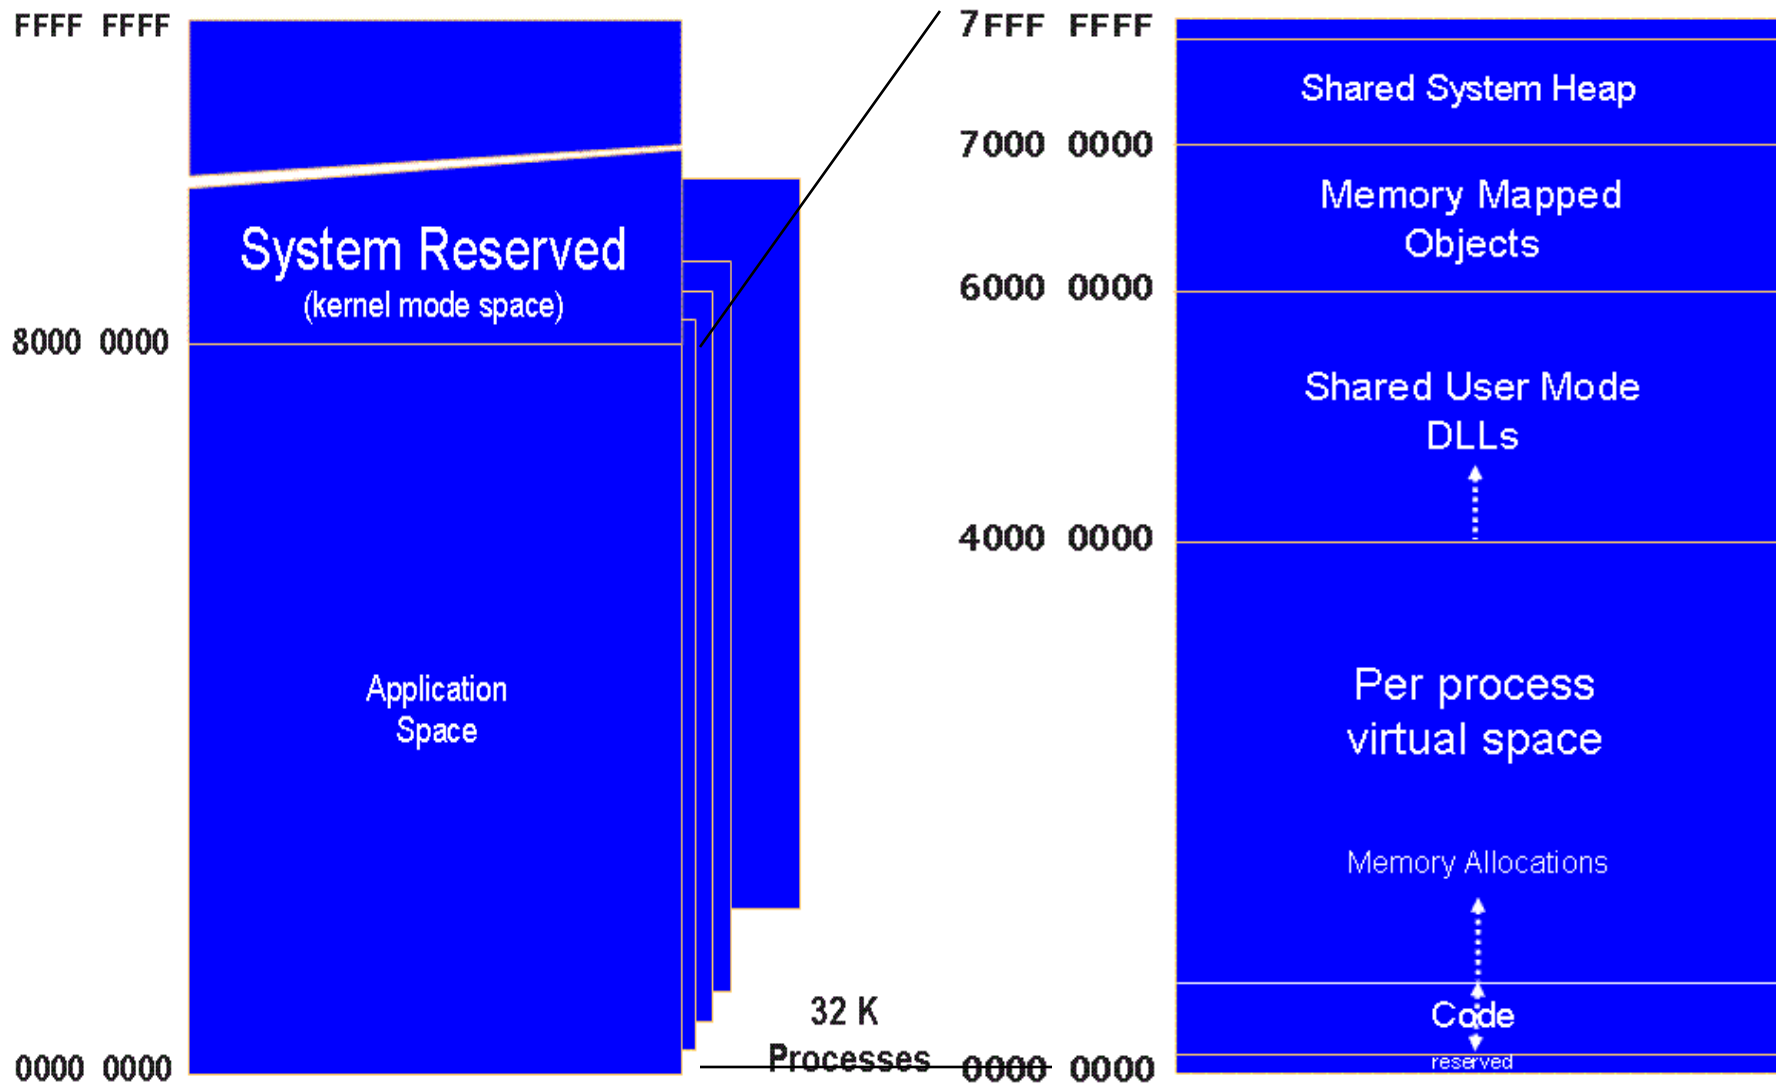 FFFF FFFF
System Reserved
(kernel mode space)
8000 0000
Application
Space
0000 0000
32 K
Processes
7FFF FFFF
Shared System Heap
7000 0000
Memory Mapped
Objects
6000 0000
Shared User Mode
DLLs
4000 0000
Per process
virtual space
Memory Allocations
Code
reserved
0000 0000